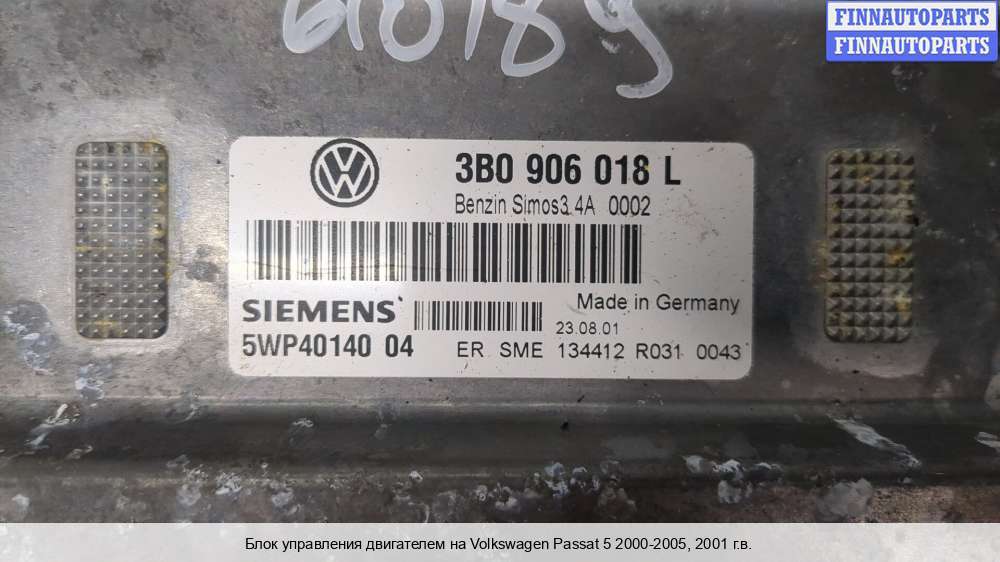 FINNAUTOPARTS
FINNAUTOPARTS
610189
3B0 906 018 L
Benzin Simos3.4A 0002
SIEMENS
Made in Germany
23.08.01
5WP40140 04
ER SME 134412 R031 0043
Блок управления двигателем на Volkswagen Passat 5 2000-2005, 2001 г.в.